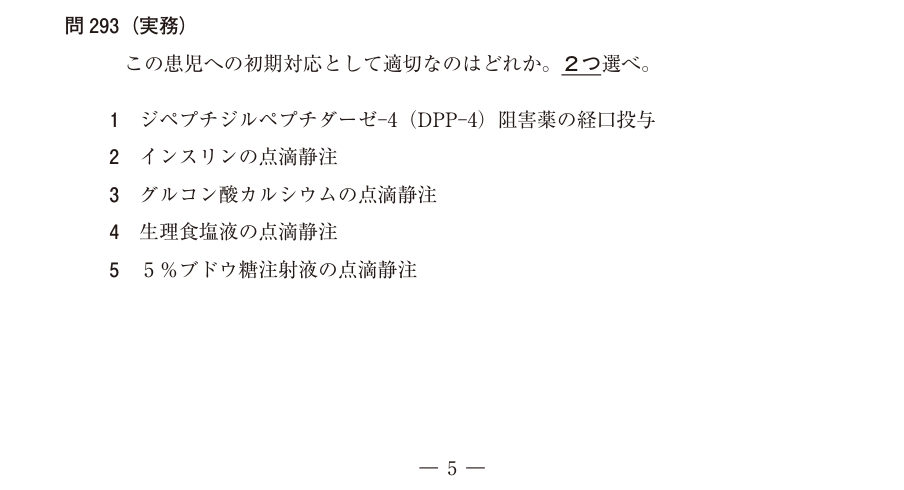 問 293（実務）
この患児への初期対応として適切なのはどれか。２つ選べ。
1 ジペプチジルペプチダーゼ-4（DPP-4）阻害薬の経口投与
2 インスリンの点滴静注
3 グルコン酸カルシウムの点滴静注
4 生理食塩液の点滴静注
5 ５％ブドウ糖注射液の点滴静注
― 5 ―